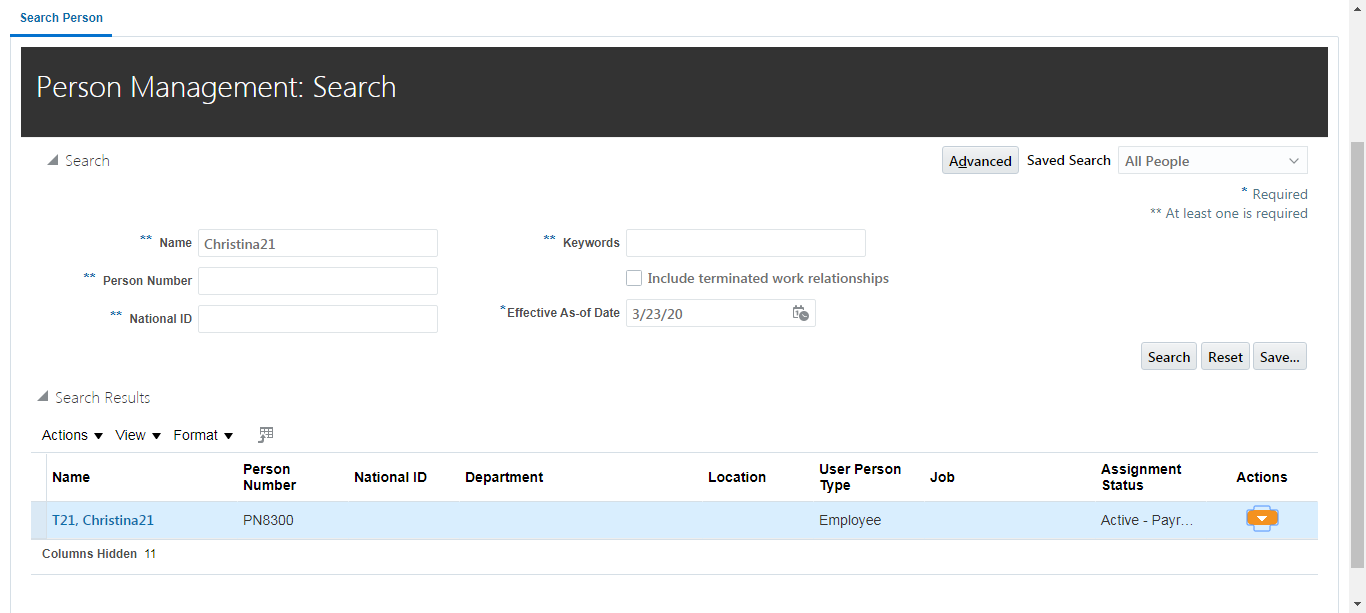 Search Person
Person Management: Search
Search
Advanced Saved Search All People
* Required
** At least one is required
** Name Christina21
** Keywords
** Person Number
Include terminated work relationships
** National ID
*Effective As-of Date 3/23/20
Search Reset Save...
Search Results
Actions View Format
Name Person Number National ID Department Location User Person Type Job Assignment Status Actions
T21, Christina21 PN8300 Employee Active - Payr...
Columns Hidden 11